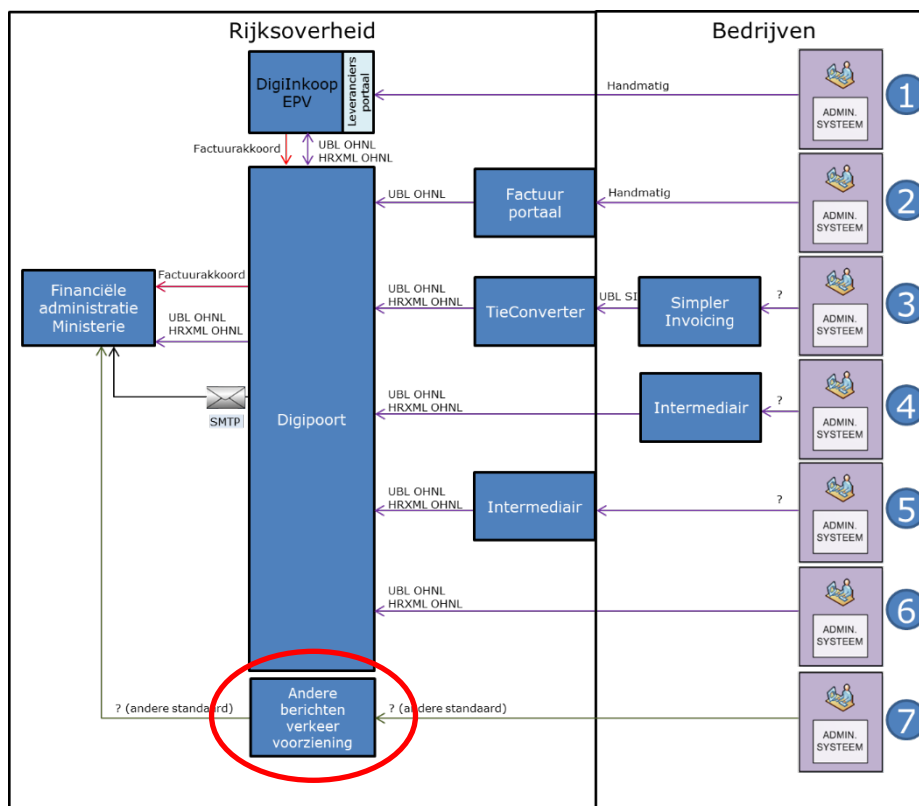 Rijksoverheid
Bedrijven
DigiInkoop
EPV
Leveranciers
portaal
Handmatig
ADMIN.
SYSTEEM
1
Factuurakkoord
UBL OHNL
HRXML OHNL
UBL OHNL
Factuur
portaal
Handmatig
ADMIN.
SYSTEEM
2
Financiële
administratie
Ministerie
Factuurakkoord
UBL OHNL
HRXML OHNL
SMTP
Digipoort
UBL OHNL
HRXML OHNL
TieConverter
UBL SI
Simpler
Invoicing
?
ADMIN.
SYSTEEM
3
UBL OHNL
HRXML OHNL
Intermediair
?
ADMIN.
SYSTEEM
4
UBL OHNL
HRXML OHNL
Intermediair
?
ADMIN.
SYSTEEM
5
UBL OHNL
HRXML OHNL
ADMIN.
SYSTEEM
6
? (andere standaard)
Andere
berichten
verkeer
voorziening
? (andere standaard)
ADMIN.
SYSTEEM
7